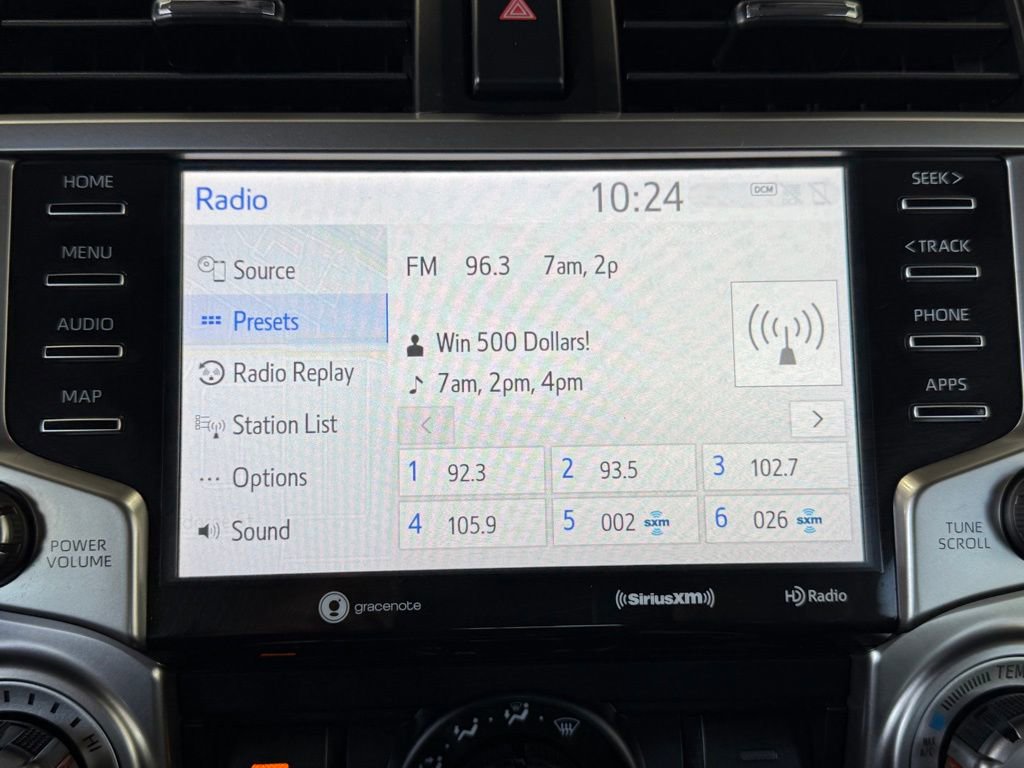 HOME
MENU
AUDIO
MAP
POWER
VOLUME
Radio
10:24
DCM
Source
Presets
Radio Replay
Station List
Options
Sound
FM 96.3 7am, 2p
Win 500 Dollars!
7am, 2pm, 4pm
< >
1 92.3
2 93.5
3 102.7
4 105.9
5 002 sxm
6 026 sxm
SEEK>
<TRACK
PHONE
APPS
TUNE
SCROLL
gracenote
((SiriusXM))
HD Radio
HI
TEM
MAX
A/C